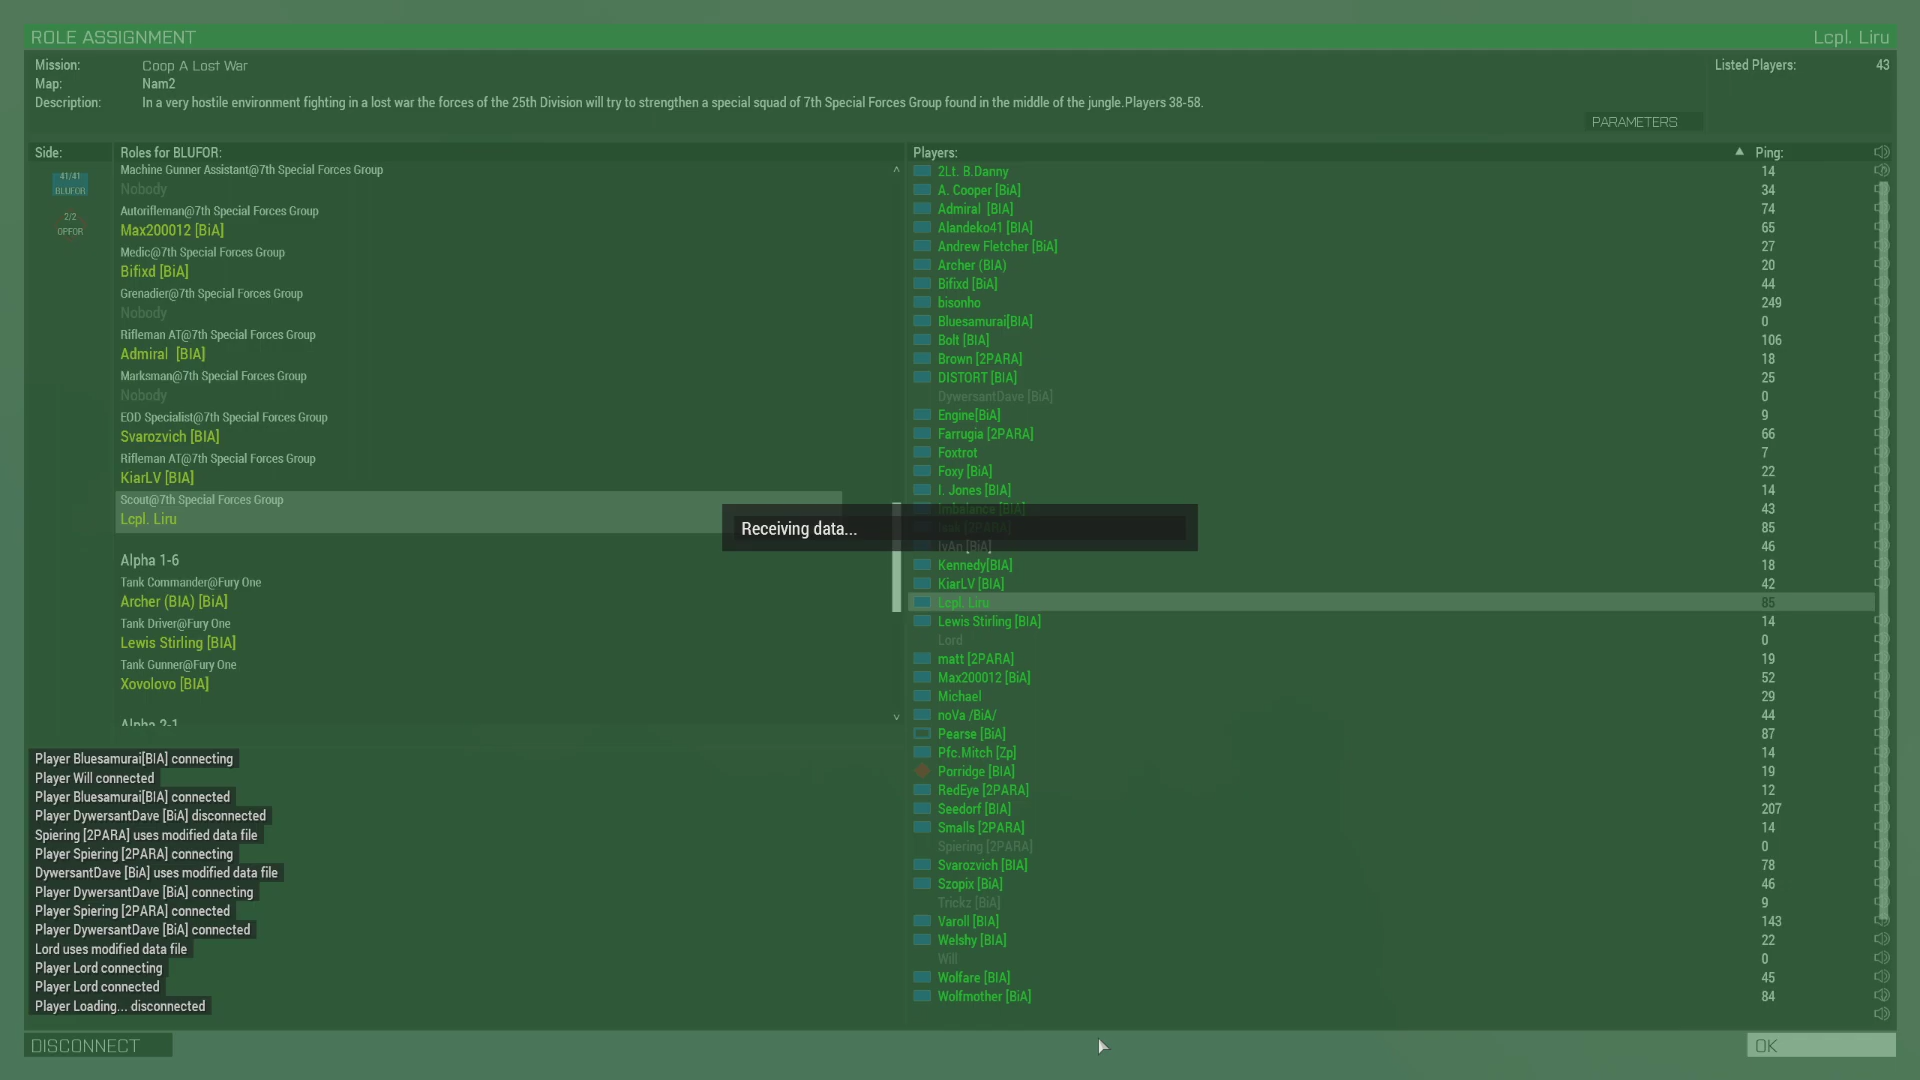 ROLE ASSIGNMENT
Lcpl. Liru
Mission: Coop A Lost War
Listed Players: 43
Map: Nam2
Description: In a very hostile environment fighting in a lost war the forces of the 25th Division will try to strengthen a special squad of 7th Special Forces Group found in the middle of the jungle.Players 38-58.
PARAMETERS
Side:
41/41
BLUFOR
2/2
OPFOR
Roles for BLUFOR:
Machine Gunner Assistant@7th Special Forces Group
Nobody
Autorifleman@7th Special Forces Group
Max200012 [BiA]
Medic@7th Special Forces Group
Bifixd [BiA]
Grenadier@7th Special Forces Group
Nobody
Rifleman AT@7th Special Forces Group
Admiral [BIA]
Marksman@7th Special Forces Group
Nobody
EOD Specialist@7th Special Forces Group
Svarozvich [BIA]
Rifleman AT@7th Special Forces Group
KiarLV [BIA]
Scout@7th Special Forces Group
Lcpl. Liru
Alpha 1-6
Tank Commander@Fury One
Archer (BIA) [BiA]
Tank Driver@Fury One
Lewis Stirling [BIA]
Tank Gunner@Fury One
Xovolovo [BIA]
Alpha 2-1
Players: Ping:
2Lt. B.Danny 14
A. Cooper [BiA] 34
Admiral [BIA] 74
Alandeko41 [BIA] 65
Andrew Fletcher [BiA] 27
Archer (BIA) 20
Bifixd [BiA] 44
bisonho 249
Bluesamurai[BIA] 0
Bolt [BIA] 106
Brown [2PARA] 18
DISTORT [BIA] 25
DywersantDave [BiA] 0
Engine[BiA] 9
Farrugia [2PARA] 66
Foxtrot 7
Foxy [BiA] 22
I. Jones [BIA] 14
Imbalance [BIA] 43
[2PARA] 85
IvAn [BiA] 46
Kennedy[BIA] 18
KiarLV [BIA] 42
Lcpl. Liru 85
Lewis Stirling [BIA] 14
Lord 0
matt [2PARA] 19
Max200012 [BiA] 52
Michael 29
noVa /BiA/ 44
Pearse [BiA] 87
Pfc.Mitch [Zp] 14
Porridge [BIA] 19
RedEye [2PARA] 12
Seedorf [BIA] 207
Smalls [2PARA] 14
Spiering [2PARA] 0
Svarozvich [BIA] 78
Szopix [BiA] 46
Trickz [BiA] 9
Varoll [BIA] 143
Welshy [BIA] 22
Will 0
Wolfare [BIA] 45
Wolfmother [BiA] 84
Receiving data...
Player Bluesamurai[BIA] connecting
Player Will connected
Player Bluesamurai[BIA] connected
Player DywersantDave [BiA] disconnected
Spiering [2PARA] uses modified data file
Player Spiering [2PARA] connecting
DywersantDave [BiA] uses modified data file
Player DywersantDave [BiA] connecting
Player Spiering [2PARA] connected
Player DywersantDave [BiA] connected
Lord uses modified data file
Player Lord connecting
Player Lord connected
Player Loading... disconnected
DISCONNECT
OK